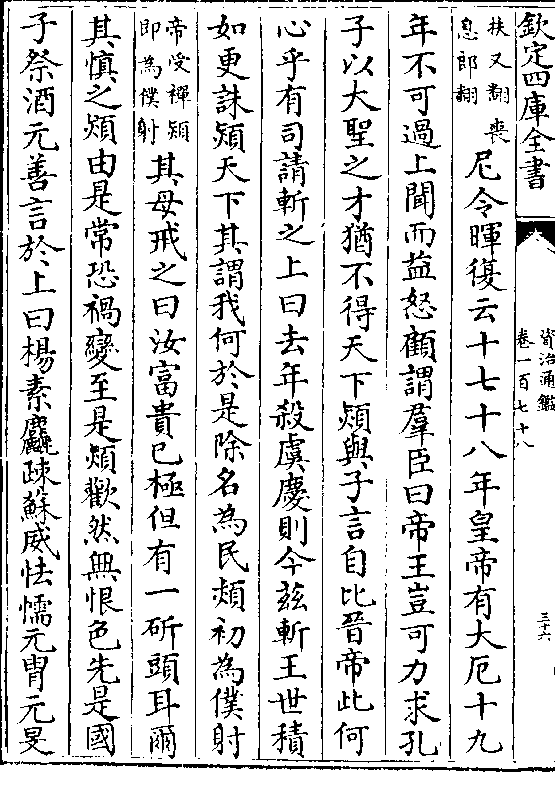 欽定四庫全書
資治通鑑
卷一百七十八
三十六
扶又翻喪
息郎翻
尼令暉復云十七十八年皇帝有大厄十九
年不可過上聞而益怒顧謂羣臣曰帝王豈可力求孔
子以大聖之才猶不得天下熲與子言自比晉帝此何
心乎有司請斬之上曰去年殺虞慶則今兹斬王世積
如更誅熲天下其謂我何於是除名為民熲初為僕射
帝受禪熲
即為僕射
其母戒之曰汝富貴已極但有一斫頭耳爾
其慎之熲由是常恐禍變至是熲歡然無恨色先是國
子祭酒元善言於上曰楊素麤疎蘇威怯懦元胄元旻